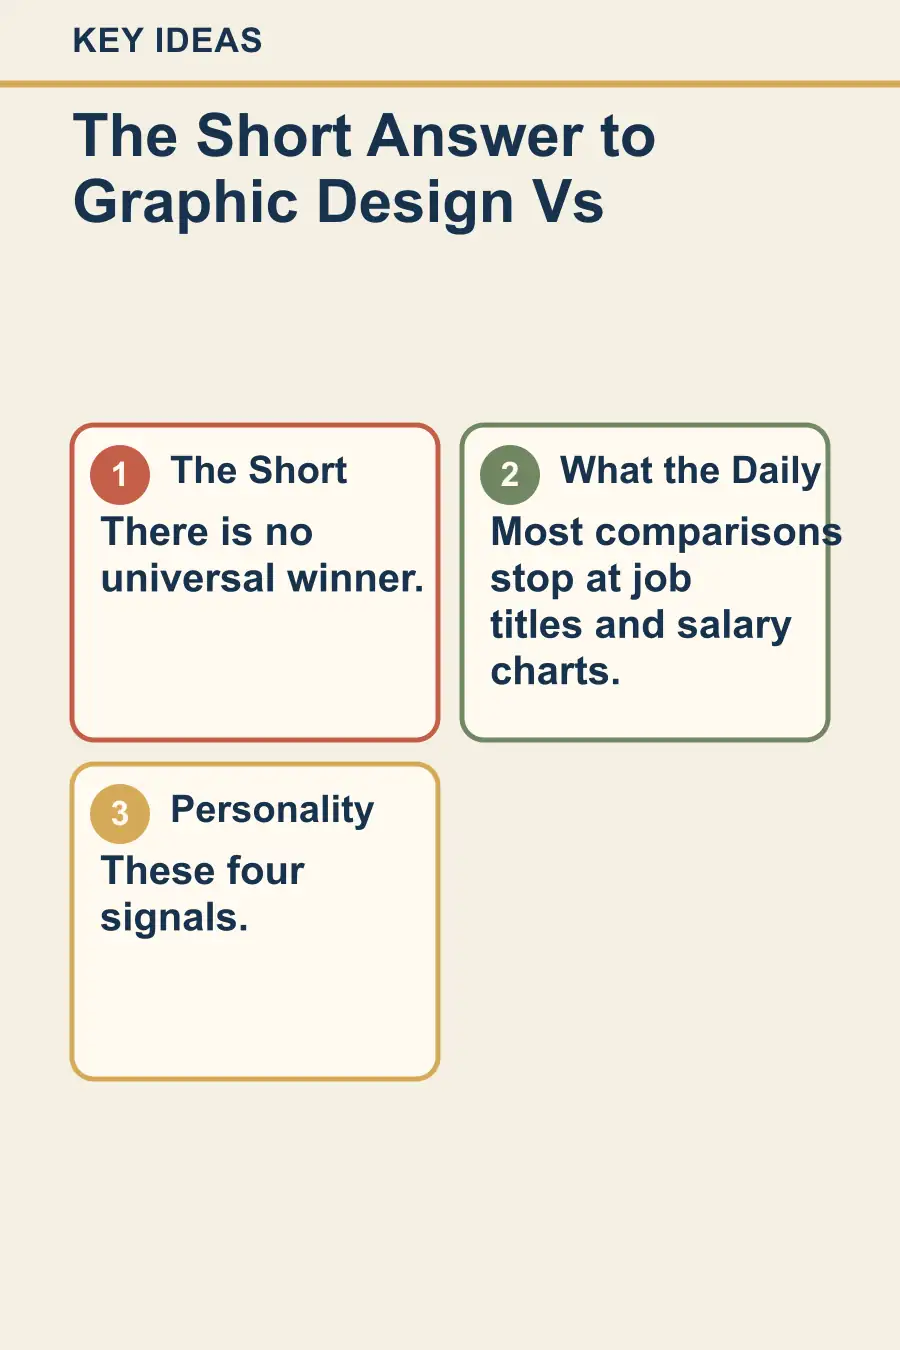 KEY IDEAS
The Short Answer to
Graphic Design Vs
1 The Short
There is no
universal winner.
2 What the Daily
Most comparisons
stop at job
titles and salary
charts.
3 Personality
These four
signals.